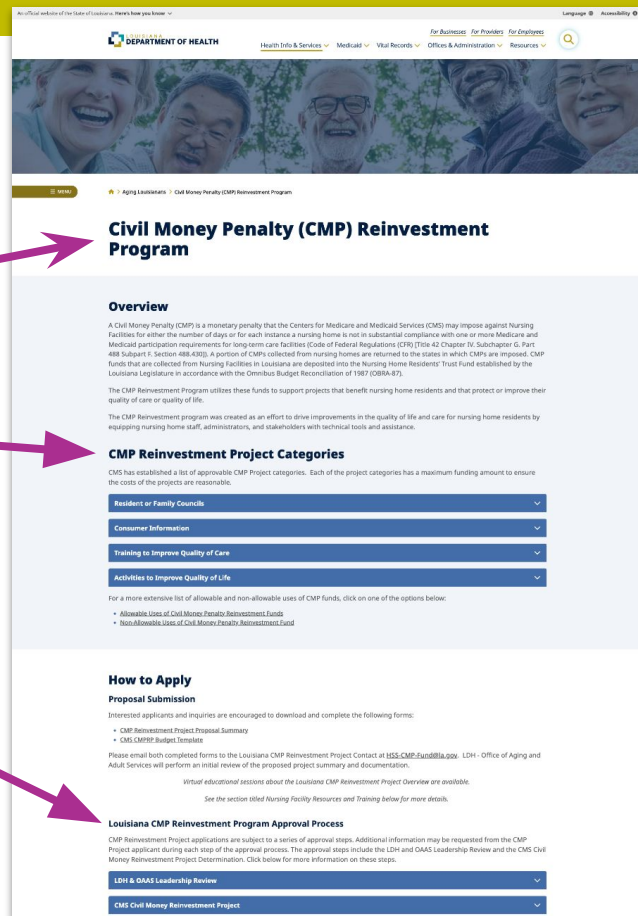 An official website of the State of Louisiana. Here's how you know
Language
Accessibility
LOUISIANA
DEPARTMENT OF HEALTH
For Businesses For Providers For Employees
Health Info & Services Medicaid Vital Records Offices & Administration Resources
MENU
Aging Louisianans > Civil Money Penalty (CMP) Reinvestment Program
Civil Money Penalty (CMP) Reinvestment
Program
Overview
A Civil Money Penalty (CMP) is a monetary penalty that the Centers for Medicare and Medicaid Services (CMS) may impose against Nursing
Facilities for either the number of days or for each instance a nursing home is not in substantial compliance with one or more Medicare and
Medicaid participation requirements for long-term care facilities (Code of Federal Regulations (CFR) [Title 42 Chapter IV. Subchapter G. Part
488 Subpart F. Section 488.430]). A portion of CMPs collected from nursing homes are returned to the states in which CMPs are imposed. CMP
funds that are collected from Nursing Facilities in Louisiana are deposited into the Nursing Home Residents' Trust Fund established by the
Louisiana Legislature in accordance with the Omnibus Budget Reconciliation of 1987 (OBRA-87).
The CMP Reinvestment Program utilizes these funds to support projects that benefit nursing home residents and that protect or improve their
quality of care or quality of life.
The CMP Reinvestment program was created as an effort to drive improvements in the quality of life and care for nursing home residents by
equipping nursing home staff, administrators, and stakeholders with technical tools and assistance.
CMP Reinvestment Project Categories
CMS has established a list of approvable CMP Project categories. Each of the project categories has a maximum funding amount to ensure
the costs of the projects are reasonable.
Resident or Family Councils
Consumer Information
Training to Improve Quality of Care
Activities to Improve Quality of Life
For a more extensive list of allowable and non-allowable uses of CMP funds, click on one of the options below:
• Allowable Uses of Civil Money Penalty Reinvestment Funds
• Non-Allowable Uses of Civil Money Penalty Reinvestment Fund
How to Apply
Proposal Submission
Interested applicants and inquiries are encouraged to download and complete the following forms:
• CMP Reinvestment Project Proposal Summary
• CMS CMPRP Budget Template
Please email both completed forms to the Louisiana CMP Reinvestment Project Contact at HSS-CMP-Fund@la.gov. LDH - Office of Aging and
Adult Services will perform an initial review of the proposed project summary and documentation.
Virtual educational sessions about the Louisiana CMP Reinvestment Project Overview are available.
See the section titled Nursing Facility Resources and Training below for more details.
Louisiana CMP Reinvestment Program Approval Process
CMP Reinvestment Project applications are subject to a series of approval steps. Additional information may be requested from the CMP
Project applicant during each step of the approval process. The approval steps include the LDH and OAAS Leadership Review and the CMS Civil
Money Reinvestment Project Determination. Click below for more information on these steps.
LDH & OAAS Leadership Review
CMS Civil Money Reinvestment Project